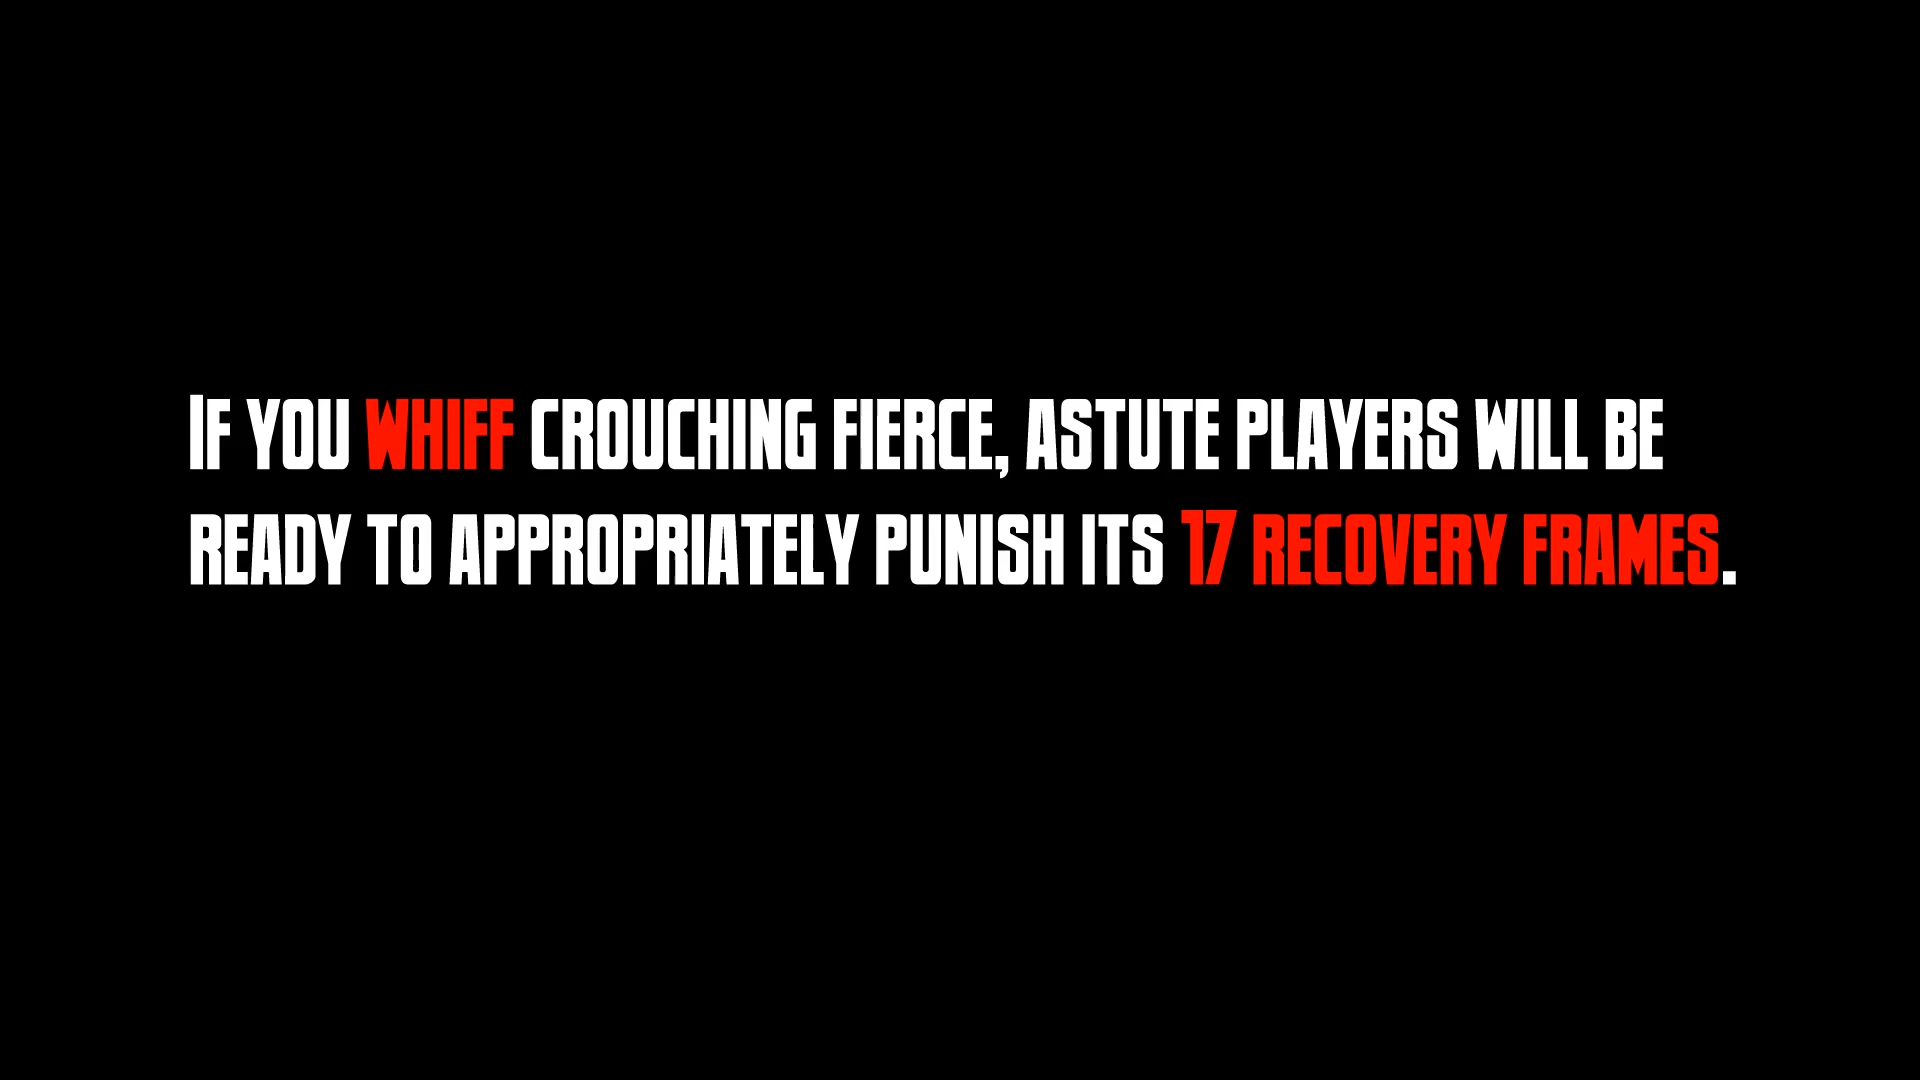 If you whiff crouching fierce, astute players will be
ready to appropriately punish its 17 recovery frames.